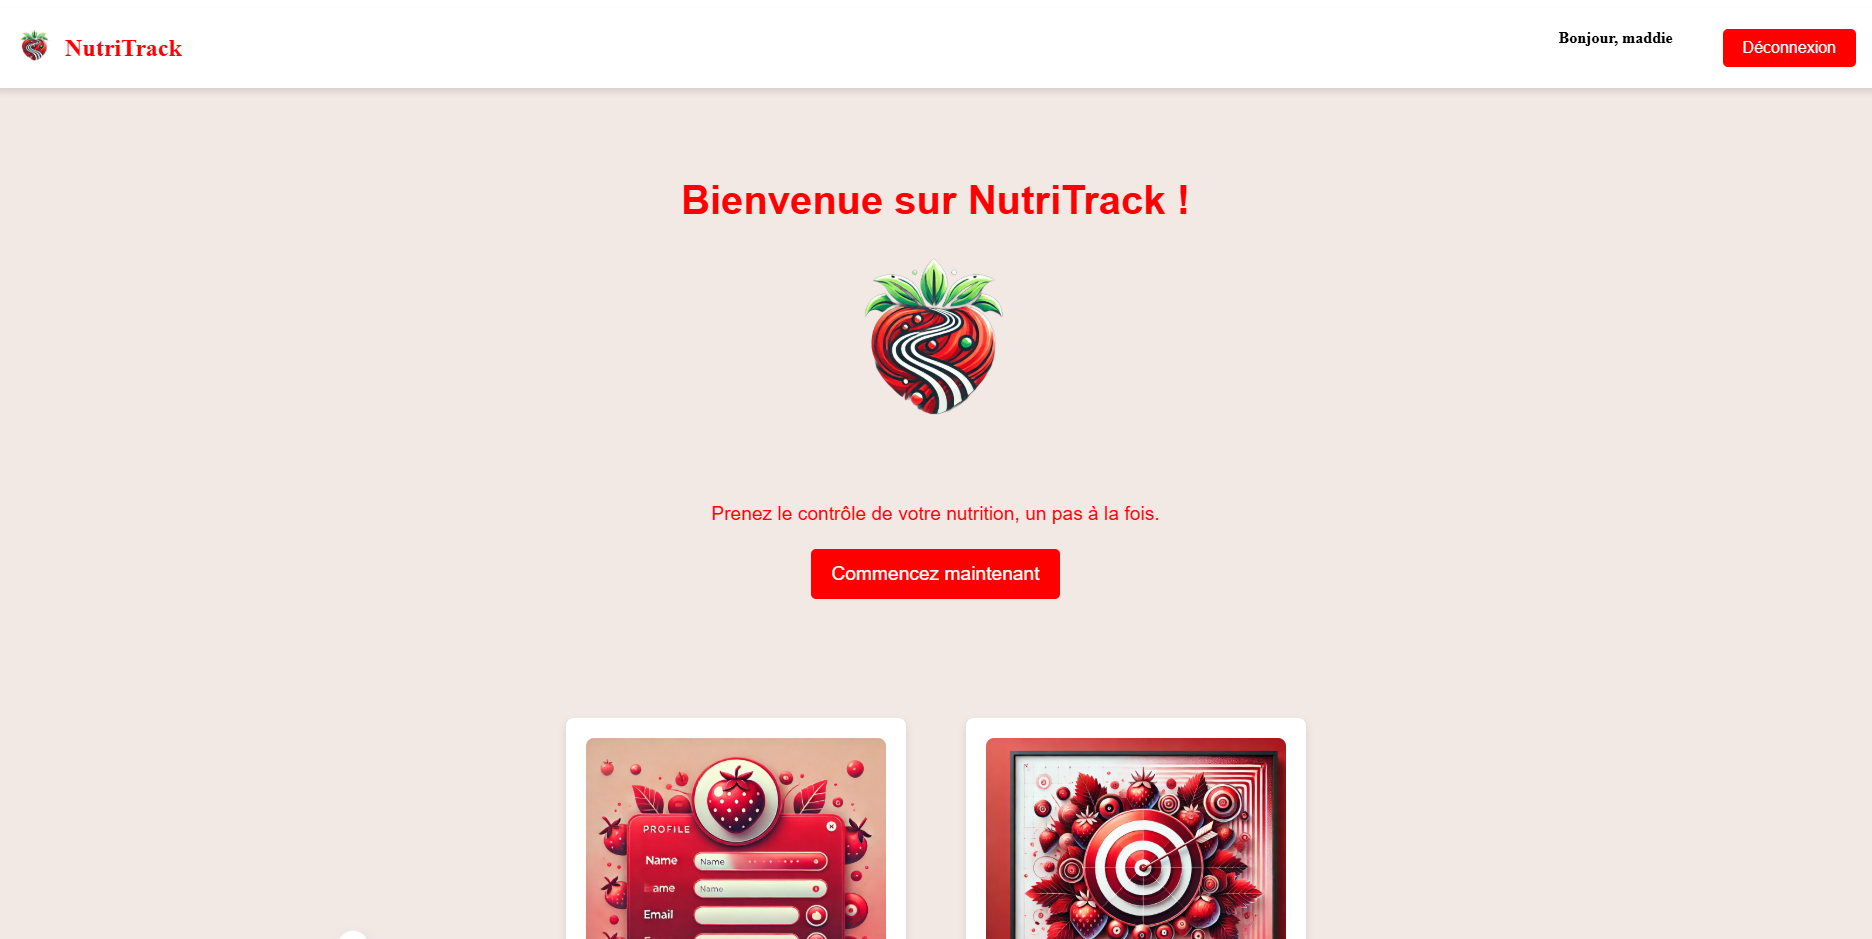 NutriTrack
Bonjour, maddie
Déconnexion
Bienvenue sur NutriTrack !
Prenez le contrôle de votre nutrition, un pas à la fois.
Commencez maintenant
PROFILE
Name
Name
ame
Name
Email